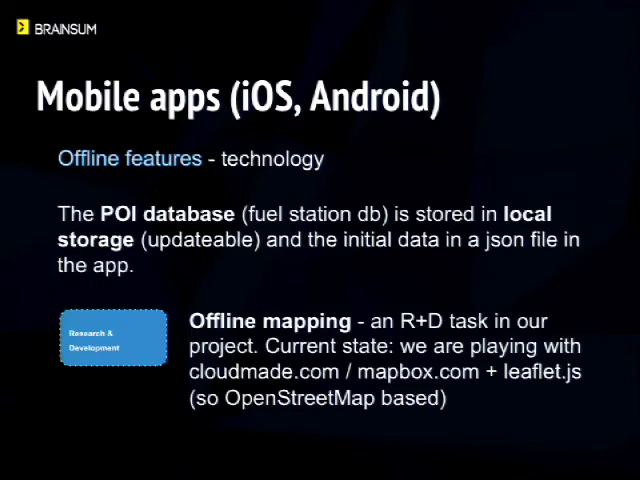 BRAINSUM
Mobile apps (iOS, Android)
Offline features - technology
The POI database (fuel station db) is stored in local
storage (updateable) and the initial data in a json file in
the app.
Research &
Development
Offline mapping - an R+D task in our
project. Current state: we are playing with
cloudmade.com / mapbox.com + leaflet.js
(so OpenStreetMap based)